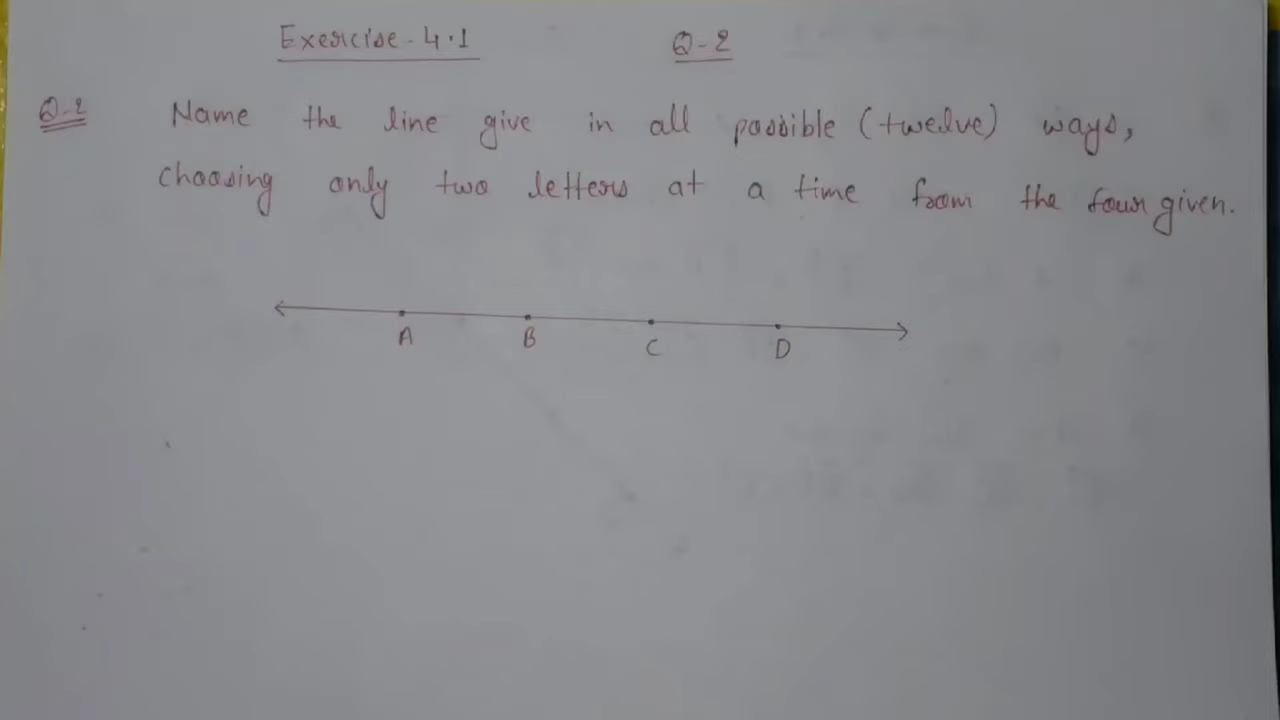 Exercise - 4.1 Q-2
Q-2 Name the line give in all possible (twelve) ways,
choosing only two letters at a time from the four given.
A B C D